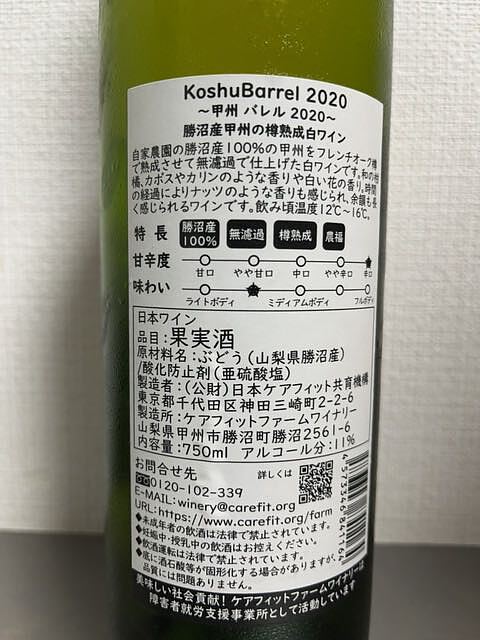 KoshuBarrel 2020
～甲州 バレル 2020～
勝沼産甲州の樽熟成白ワイン
自家農園の勝沼産100%の甲州をフレンチオーク樽
で熟成させて無濾過で仕上げた白ワインです。和の柑
橘、カボスやカリンのような香りや白い花の香り。時間
の経過によりナッツのような香りも感じられ、余韻も長
く感じられるワインです。飲み頃温度12℃～16℃。
特 長 勝沼産100% 無濾過 樽熟成 農福
甘辛度
甘口 やや甘口 中口 やや辛口 辛口
味わい
ライトボディ ミディアムボディ フルボディ
日本ワイン
品目：果実酒
原材料名：ぶどう（山梨県勝沼産）
/酸化防止剤（亜硫酸塩）
製造者：（公財）日本ケアフィット共育機構
東京都千代田区神田三崎町2-2-6
製造所：ケアフィットファームワイナリー
山梨県甲州市勝沼町勝沼2561-6
内容量：750ml アルコール分：11%
お問合せ先 詳しくは
0120-102-339
E-MAIL:winery@carefit.org
URL:https://www.carefit.org/farm
◆未成年者の飲酒は法律で禁止されています。
◆妊娠中・授乳中の飲酒はお控えください。
◆飲酒運転は法律で禁止されています。
◆底に酒石酸等が固形化する場合がありますが、
品質には問題ありません。
美味しい社会貢献！ケアフィットファームワイナリーは
障害者就労支援事業所として活動しています